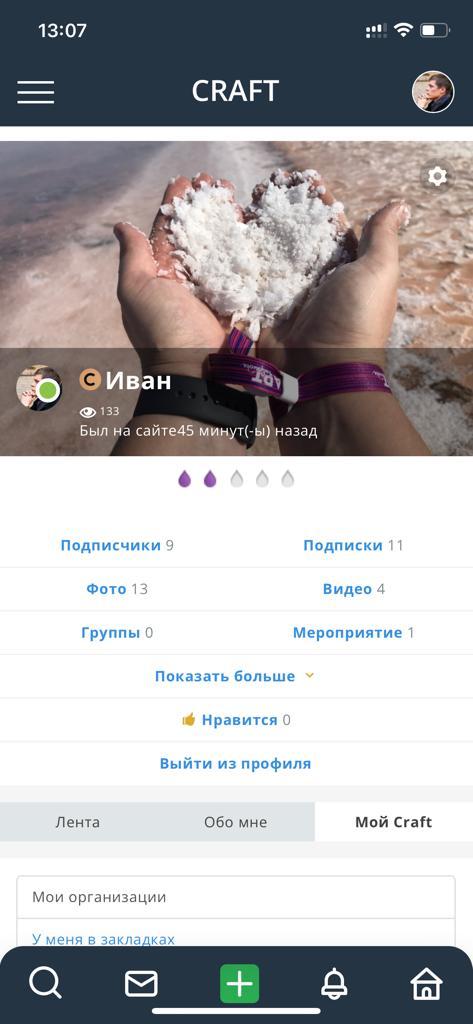 13:07
CRAFT
C Иван
133
Был на сайте45 минут(-ы) назад
Подписчики 9
Подписки 11
Фото 13
Видео 4
Группы 0
Мероприятие 1
Показать больше
Нравится 0
Выйти из профиля
Лента
Обо мне
Мой Craft
Мои организации
У меня в закладках